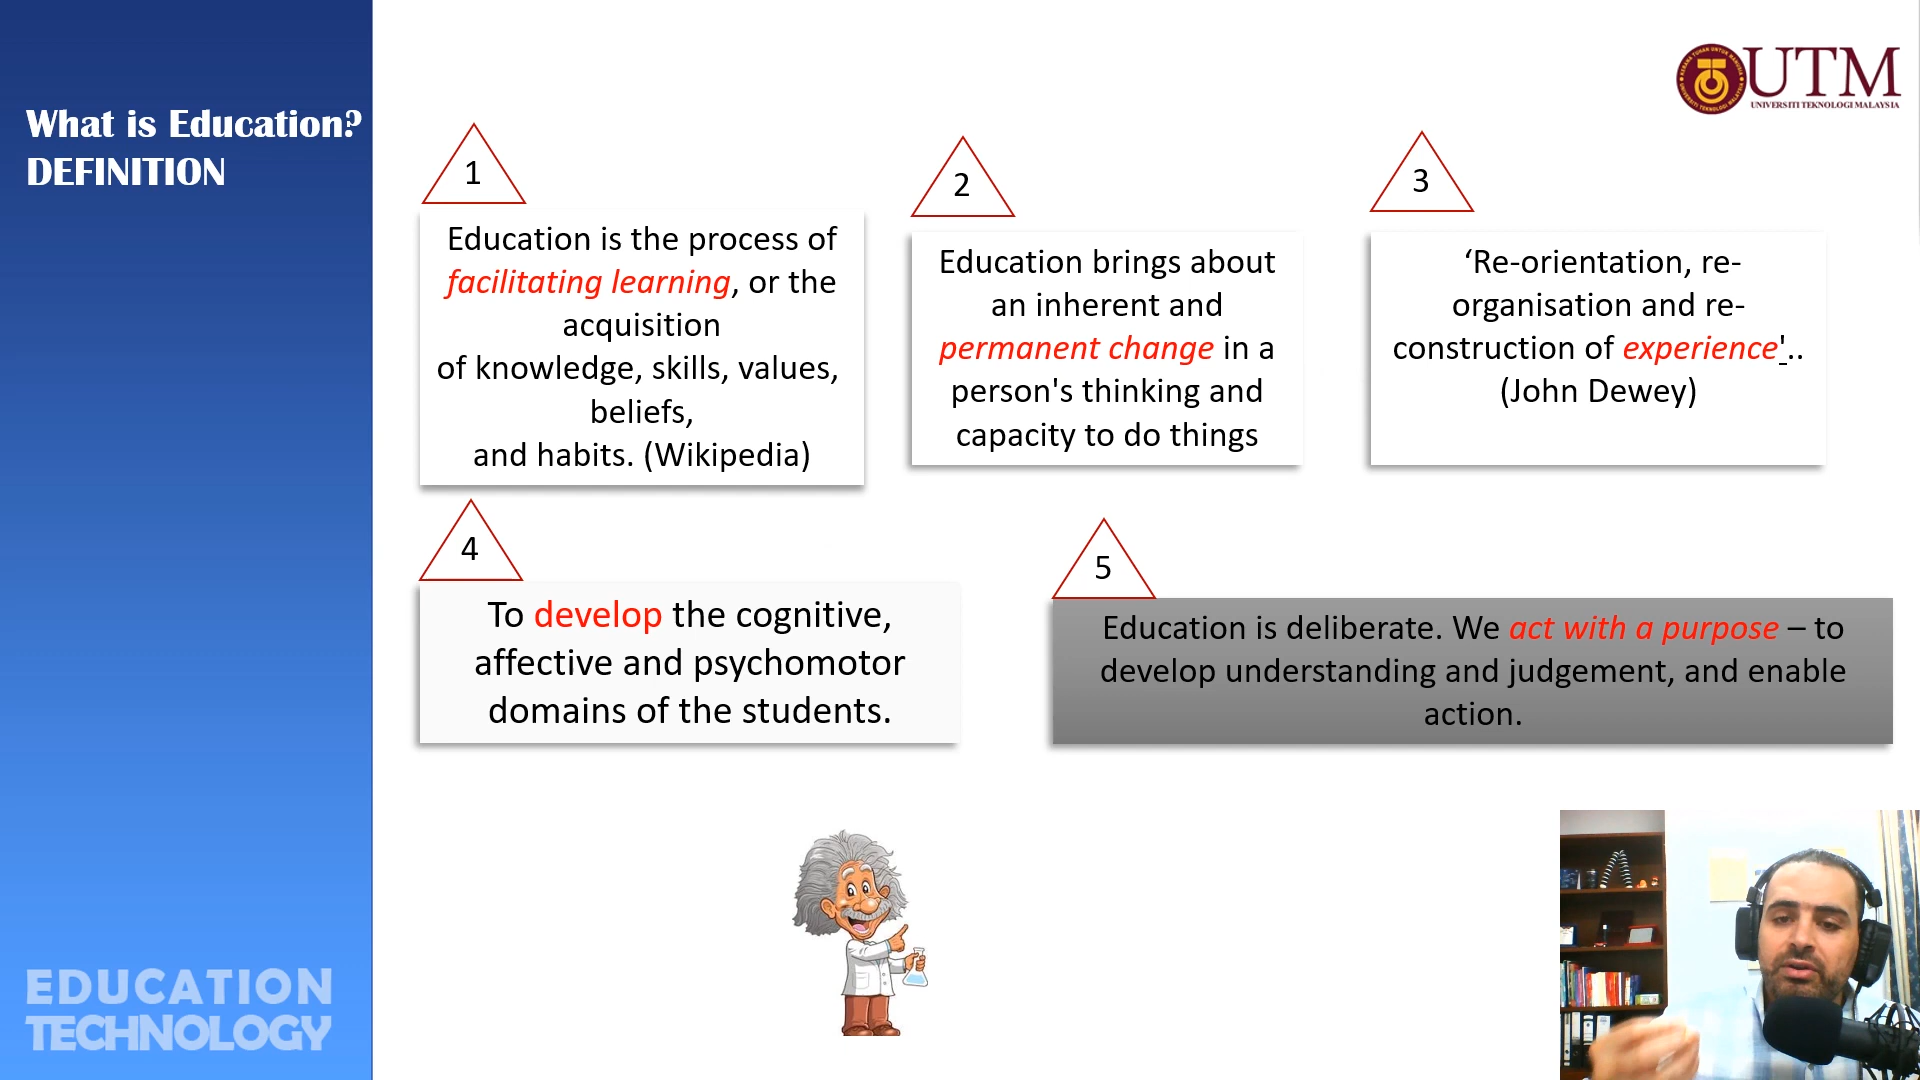 What is Education?
DEFINITION
UTM
UNIVERSITI TEKNOLOGI MALAYSIA
1
Education is the process of
facilitating learning, or the
acquisition
of knowledge, skills, values,
beliefs,
and habits. (Wikipedia)
2
Education brings about
an inherent and
permanent change in a
person's thinking and
capacity to do things
3
‘Re-orientation, re-
organisation and re-
construction of experience'..
(John Dewey)
4
To develop the cognitive,
affective and psychomotor
domains of the students.
5
Education is deliberate. We act with a purpose – to
develop understanding and judgement, and enable
action.
EDUCATION
TECHNOLOGY